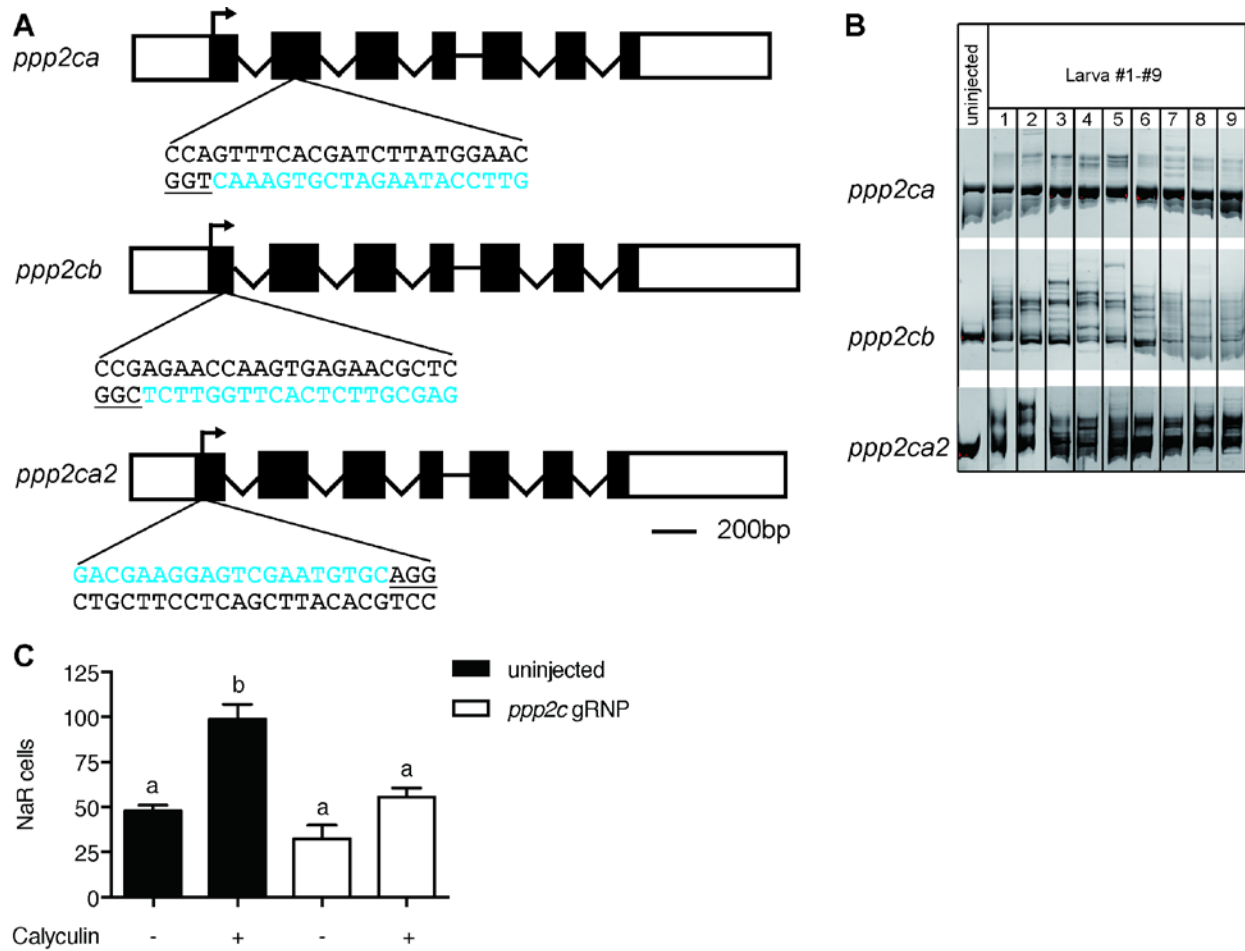 A
ppp2ca
CCAGTTTCACGATCTTATGGAAC
GGTCAAAGTGCTAGAATACCTTG
ppp2cb
CCGAGAACCAAGTGAGAACGCTC
GGCTCTTGGTTCACTCTTGCGAG
ppp2ca2
200bp
GACGAAGGAGTCGAATGTGCAGG
CTGCTTCCTCAGCTTACACGTCC
B
uninjected
Larva #1-#9
1 2 3 4 5 6 7 8 9
ppp2ca
ppp2cb
ppp2ca2
C
NaR cells
125
100
75
50
25
0
a
b
a
a
uninjected
ppp2c gRNP
Calyculin - + - +